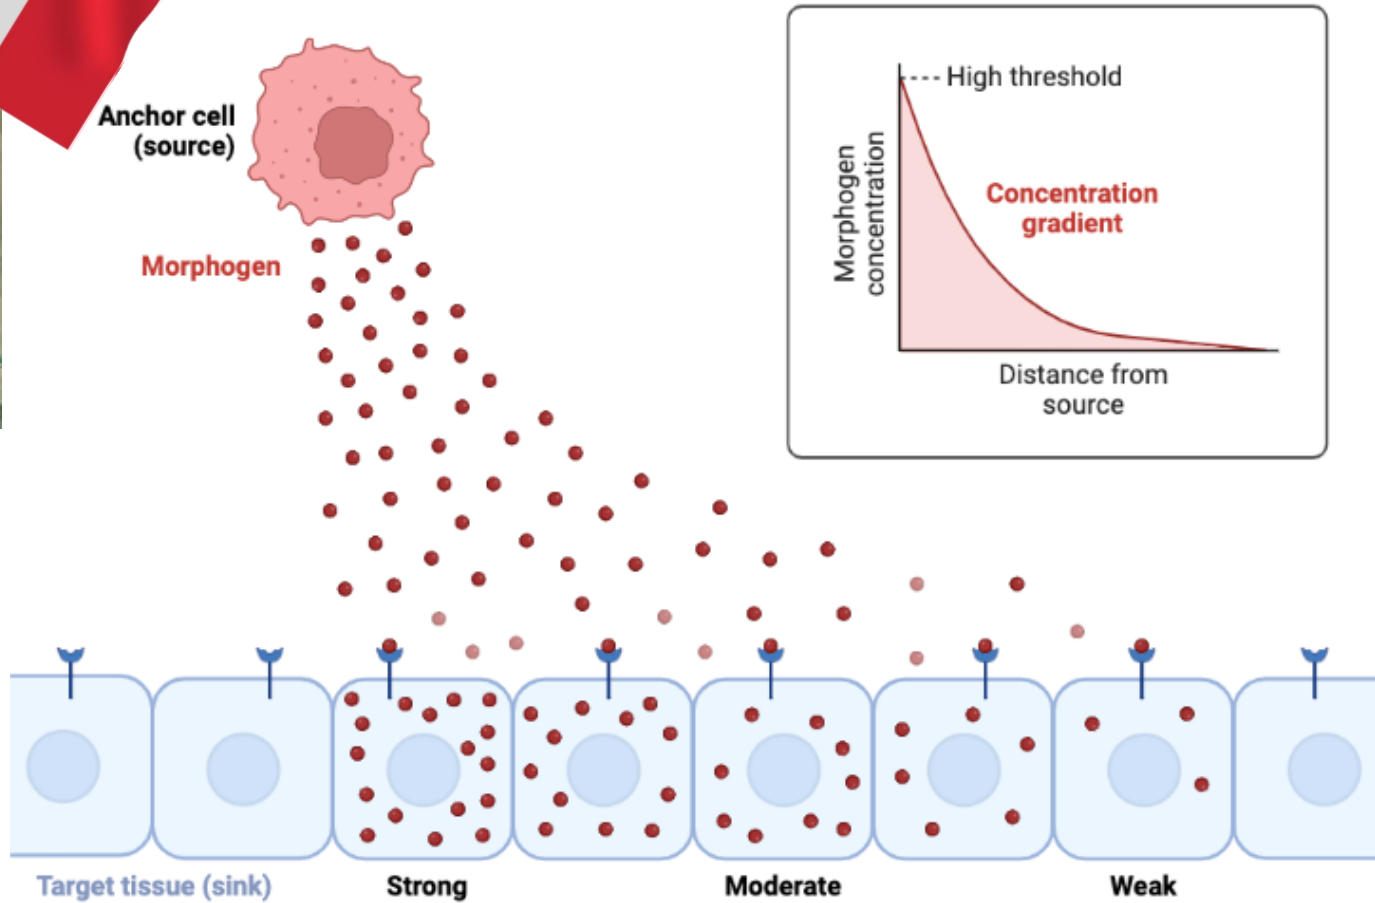 Anchor cell
(source)
Morphogen
High threshold
Morphogen
concentration
Concentration
gradient
Distance from
source
Target tissue (sink)
Strong
Moderate
Weak